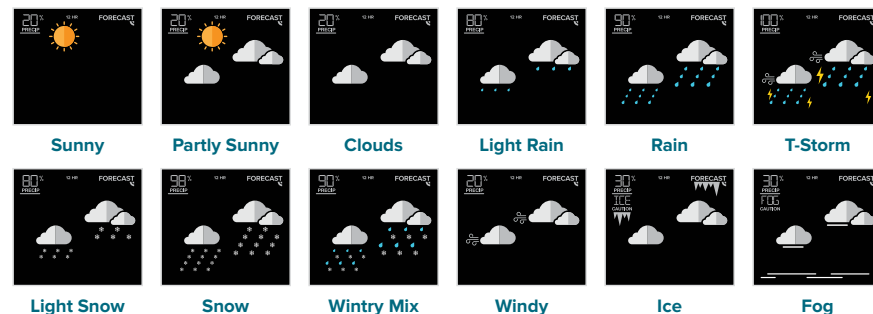 20% PRECIP 12 HR FORECAST
20% PRECIP 12 HR FORECAST
20% PRECIP 12 HR FORECAST
80% PRECIP 12 HR FORECAST
90% PRECIP 12 HR FORECAST
100% PRECIP 12 HR FORECAST
Sunny
Partly Sunny
Clouds
Light Rain
Rain
T-Storm
80% PRECIP 12 HR FORECAST
98% PRECIP 12 HR FORECAST
90% PRECIP 12 HR FORECAST
20% PRECIP 12 HR FORECAST
30% PRECIP 12 HR FORECAST
ICE
CAUTION
30% PRECIP 12 HR FORECAST
FOG
CAUTION
Light Snow
Snow
Wintry Mix
Windy
Ice
Fog